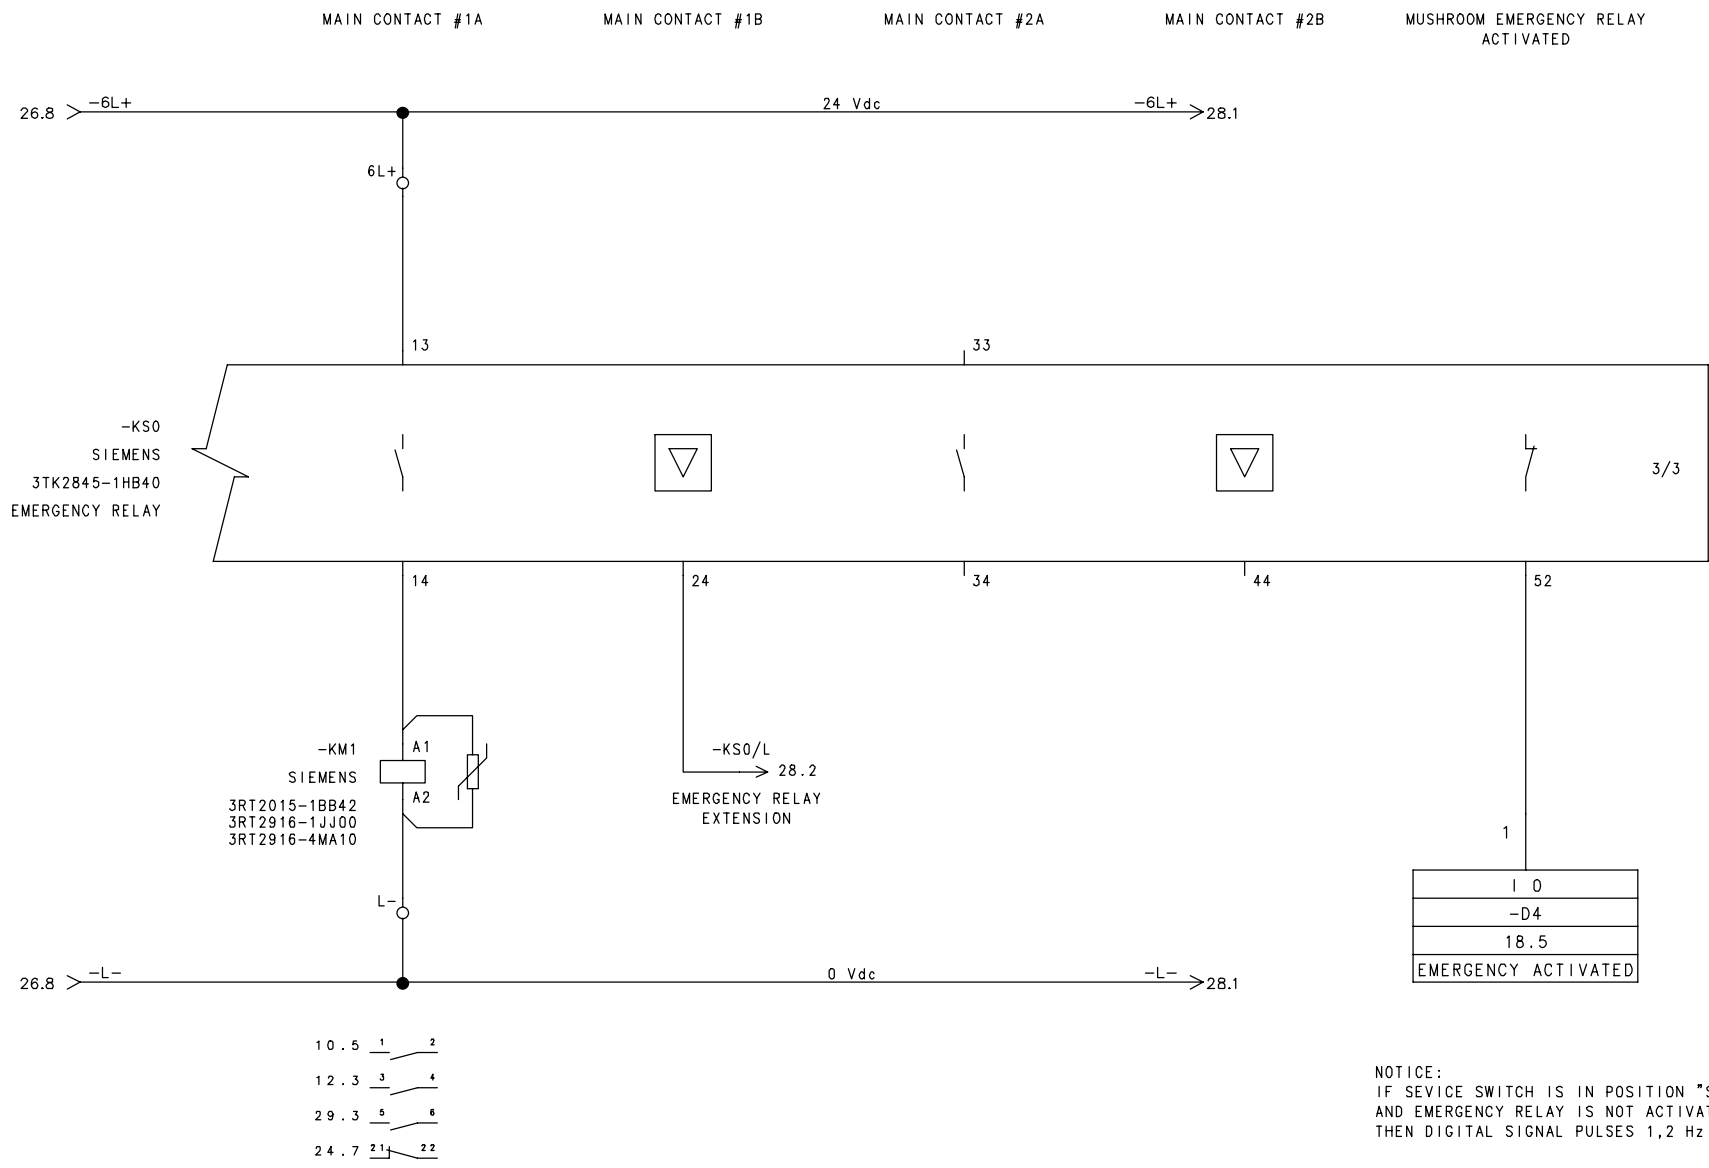 MAIN CONTACT #1A
MAIN CONTACT #1B
MAIN CONTACT #2A
MAIN CONTACT #2B
MUSHROOM EMERGENCY RELAY
ACTIVATED
26.8
-6L+
24 Vdc
-6L+
28.1
6L+
13
33
-KS0
SIEMENS
3TK2845-1HB40
EMERGENCY RELAY
3/3
14
24
34
44
52
-KM1
SIEMENS
3RT2015-1BB42
3RT2916-1JJ00
3RT2916-4MA10
A1
A2
-KS0/L
28.2
EMERGENCY RELAY
EXTENSION
1
I 0
-D4
18.5
EMERGENCY ACTIVATED
L-
26.8
-L-
0 Vdc
-L-
28.1
10.5 1 2
12.3 3 4
29.3 5 6
24.7 21 22
NOTICE:
IF SEVICE SWITCH IS IN POSITION "S
AND EMERGENCY RELAY IS NOT ACTIVAT
THEN DIGITAL SIGNAL PULSES 1,2 Hz